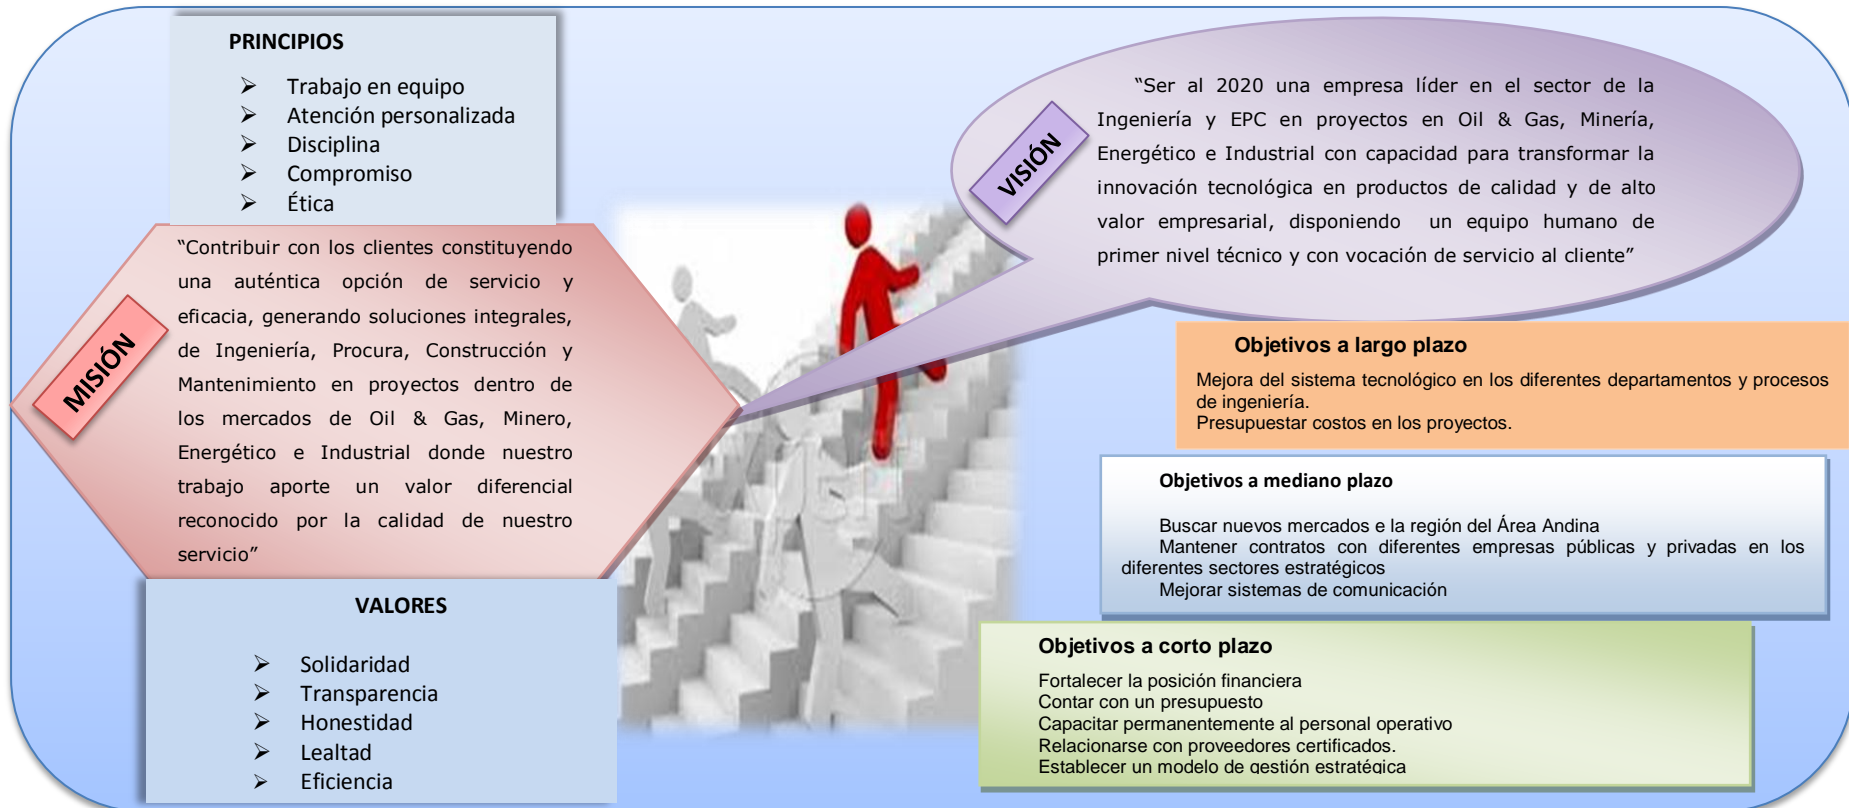 PRINCIPIOS
➢ Trabajo en equipo
➢ Atención personalizada
➢ Disciplina
➢ Compromiso
➢ Ética
MISIÓN
“Contribuir con los clientes constituyendo
una auténtica opción de servicio y
eficacia, generando soluciones integrales,
de Ingeniería, Procura, Construcción y
Mantenimiento en proyectos dentro de
los mercados de Oil & Gas, Minero,
Energético e Industrial donde nuestro
trabajo aporte un valor diferencial
reconocido por la calidad de nuestro
servicio”
VALORES
➢ Solidaridad
➢ Transparencia
➢ Honestidad
➢ Lealtad
➢ Eficiencia
VISIÓN
“Ser al 2020 una empresa líder en el sector de la
Ingeniería y EPC en proyectos en Oil & Gas, Minería,
Energético e Industrial con capacidad para transformar la
innovación tecnológica en productos de calidad y de alto
valor empresarial, disponiendo un equipo humano de
primer nivel técnico y con vocación de servicio al cliente”
Objetivos a largo plazo
Mejora del sistema tecnológico en los diferentes departamentos y procesos
de ingeniería.
Presupuestar costos en los proyectos.
Objetivos a mediano plazo
Buscar nuevos mercados e la región del Área Andina
Mantener contratos con diferentes empresas públicas y privadas en los
diferentes sectores estratégicos
Mejorar sistemas de comunicación
Objetivos a corto plazo
Fortalecer la posición financiera
Contar con un presupuesto
Capacitar permanentemente al personal operativo
Relacionarse con proveedores certificados.
Establecer un modelo de gestión estratégica